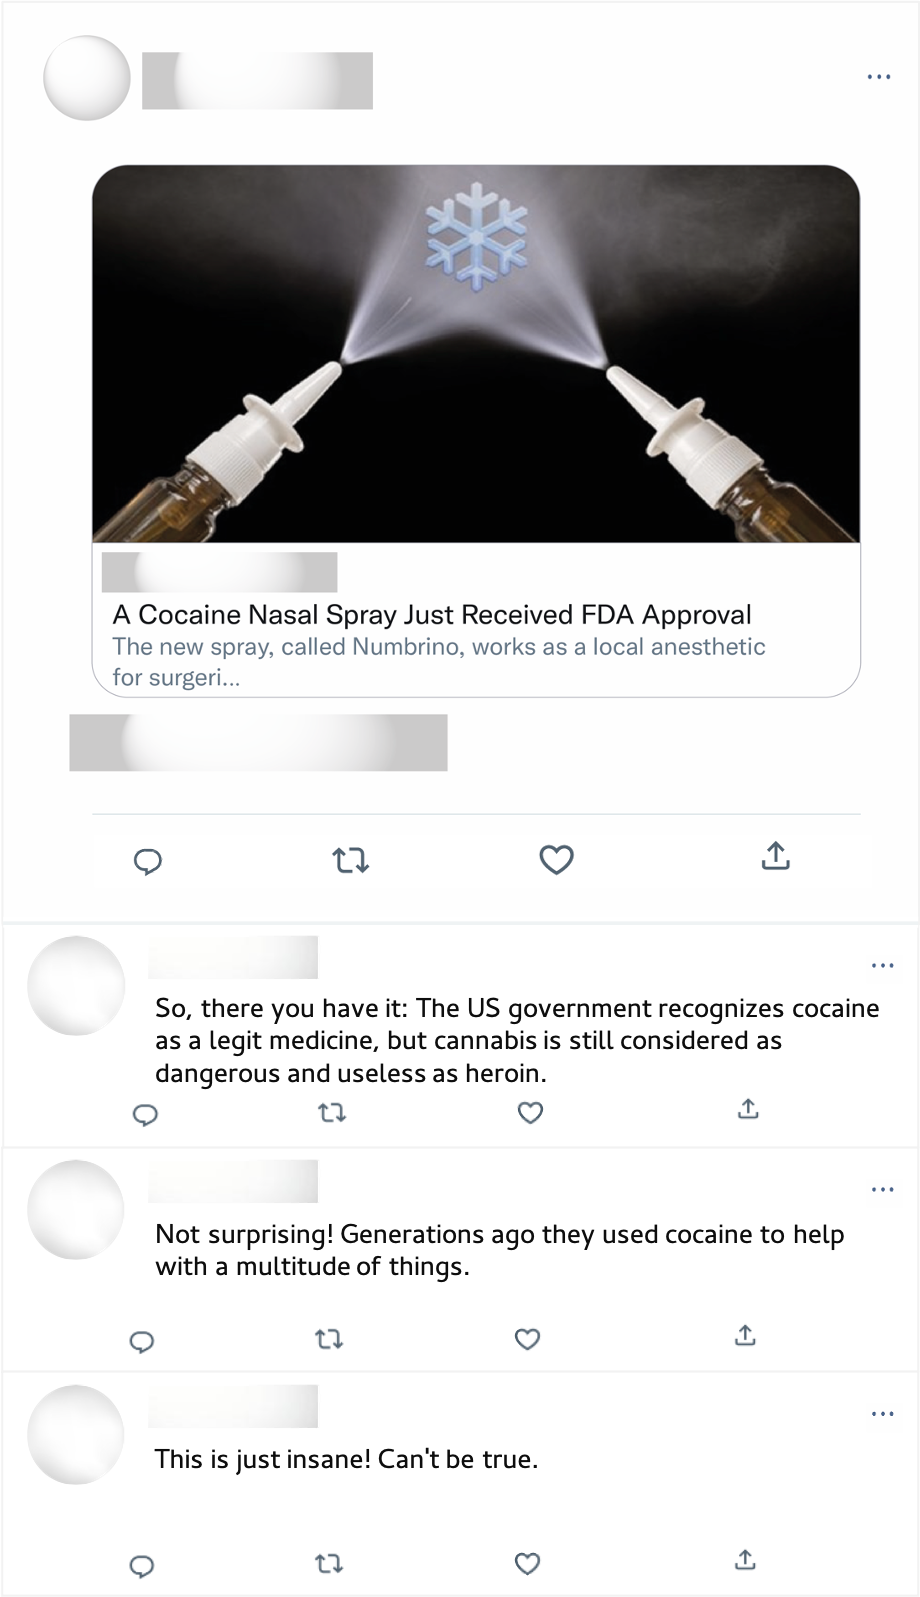 A Cocaine Nasal Spray Just Received FDA Approval
The new spray, called Numbrino, works as a local anesthetic
for surgeri...
So, there you have it: The US government recognizes cocaine
as a legit medicine, but cannabis is still considered as
dangerous and useless as heroin.
Not surprising! Generations ago they used cocaine to help
with a multitude of things.
This is just insane! Can't be true.